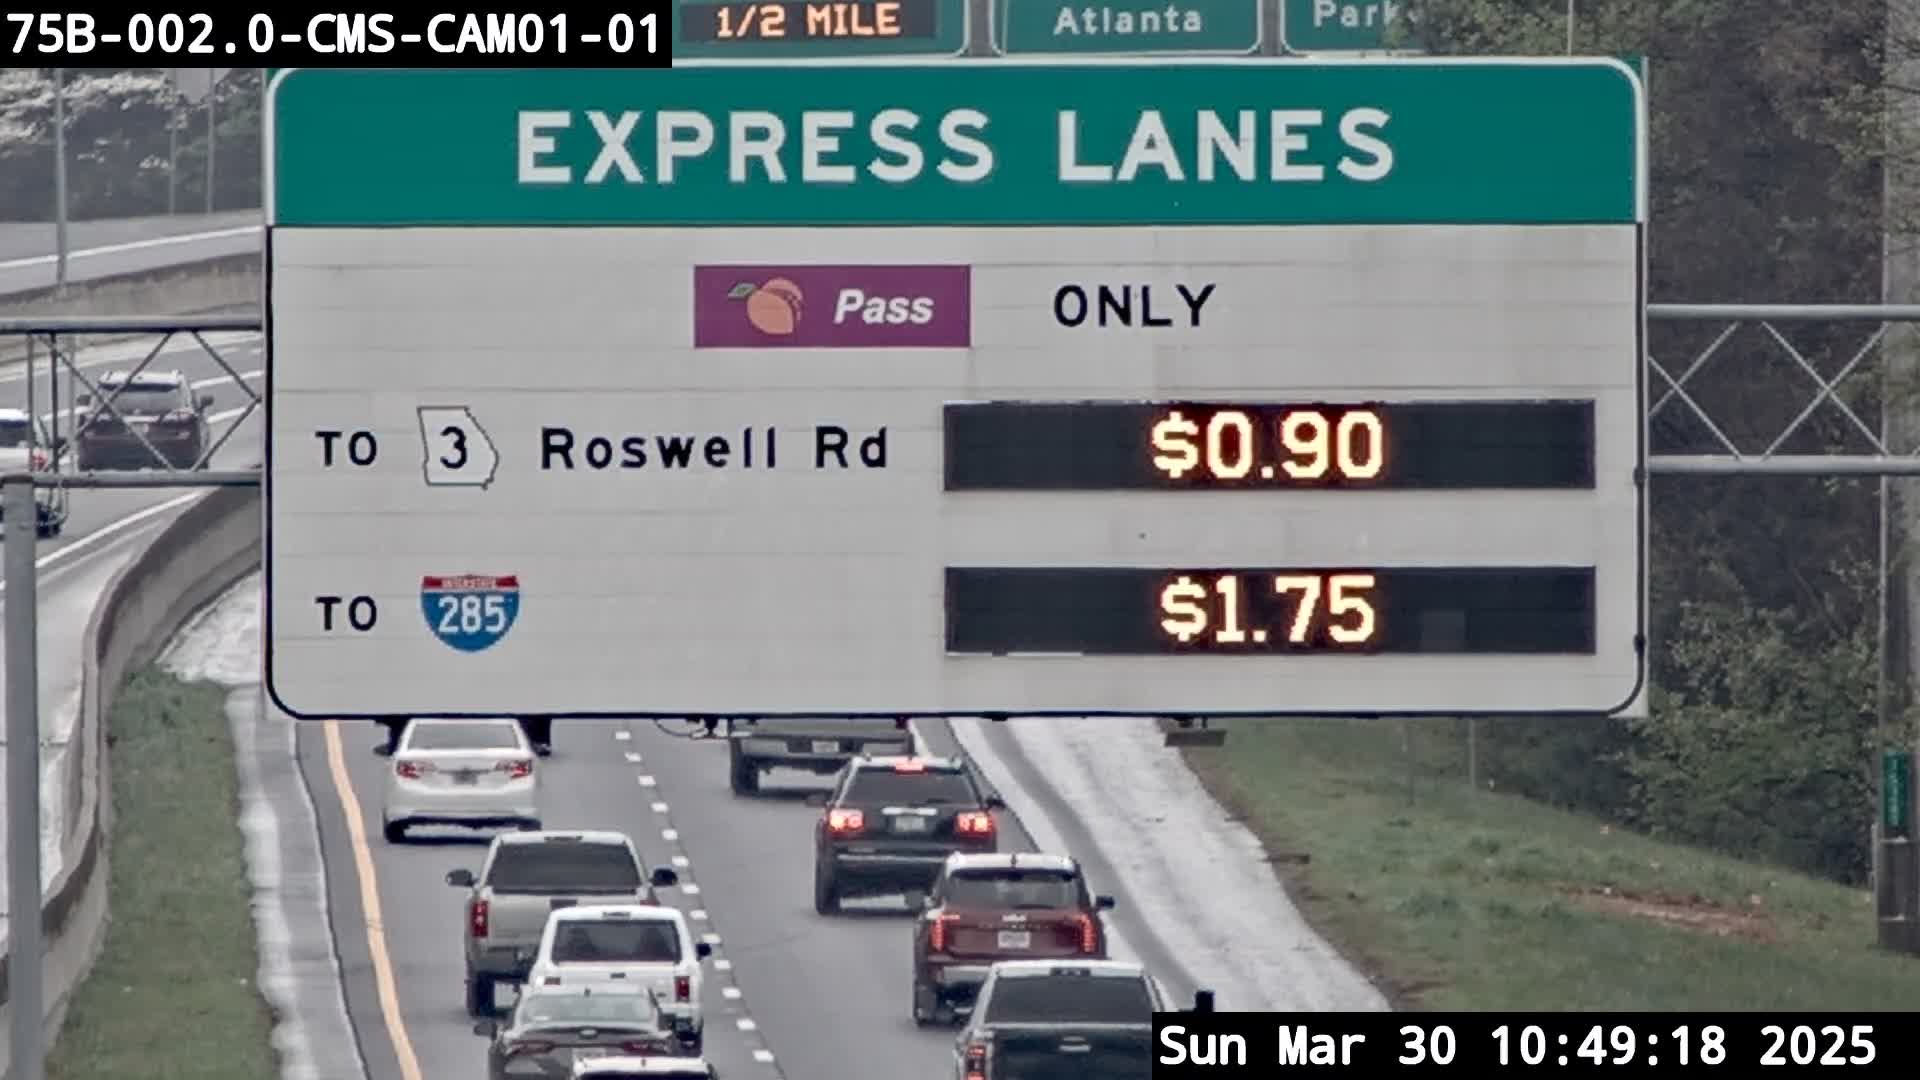 75B-002.0-CMS-CAM01-01
1/2 MILE
Atlanta
EXPRESS LANES
Pass ONLY
TO 3 Roswell Rd $0.90
TO INTERSTATE 285 $1.75
Sun Mar 30 10:49:18 2025